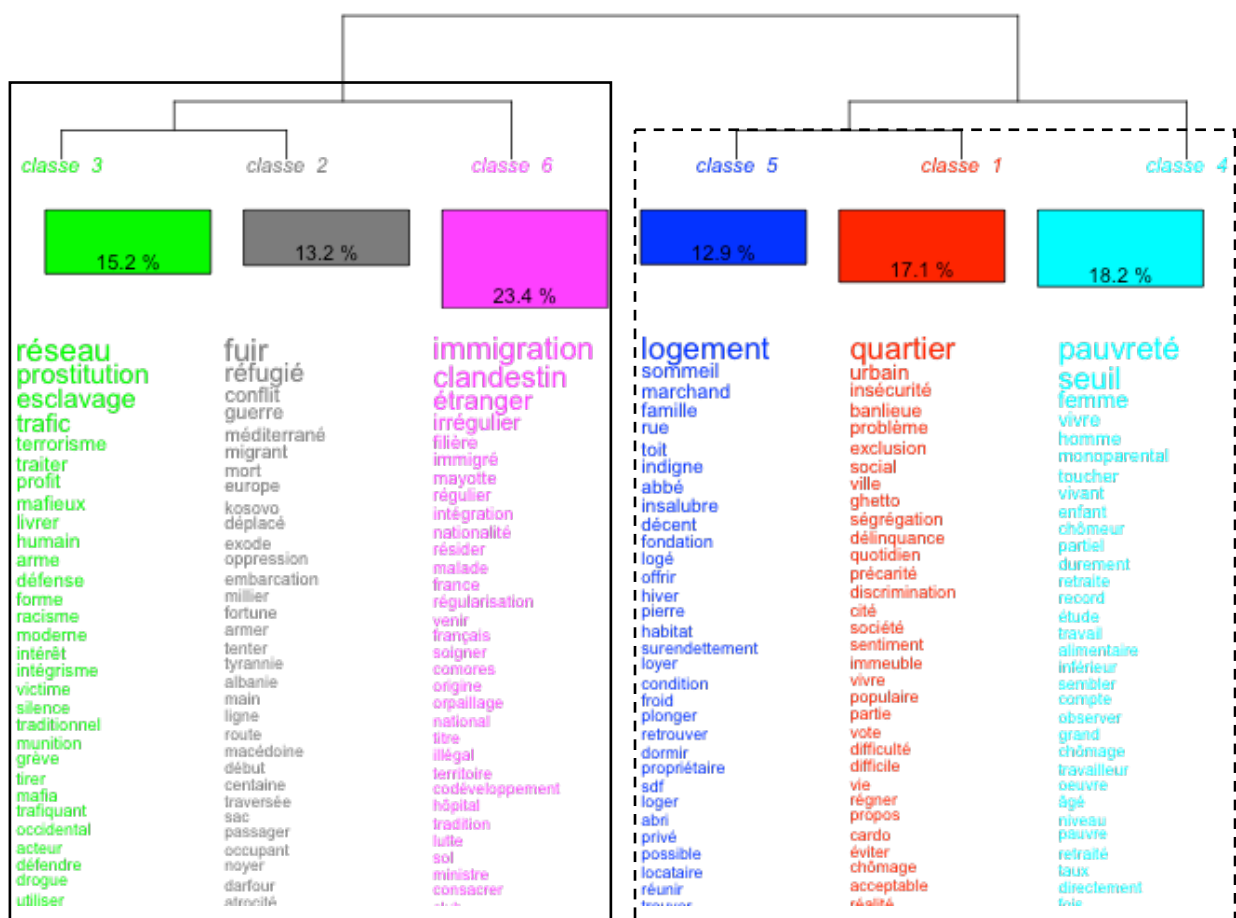 classe 3
classe 2
classe 6
classe 5
classe 1
classe 4
15.2 %
13.2 %
23.4 %
12.9 %
17.1 %
18.2 %
réseau
prostitution
esclavage
trafic
terrorisme
traiter
profit
mafieux
livrer
humain
arme
défense
forme
racisme
moderne
intérêt
intégrisme
victime
silence
traditionnel
munition
grève
tirer
mafia
trafiquant
occidental
acteur
défendre
drogue
utiliser
fuir
réfugié
conflit
guerre
méditerrané
migrant
mort
europe
kosovo
déplacé
exode
oppression
embarcation
millier
fortune
armer
tenter
tyrannie
albanie
main
ligne
route
macédoine
début
centaine
traversée
sac
passager
occupant
noyer
darfour
atrocité
immigration
clandestin
étranger
irrégulier
filière
immigré
mayotte
régulier
intégration
nationalité
résider
malade
france
régularisation
venir
français
soigner
comores
origine
orpaillage
national
titre
illégal
territoire
codéveloppement
hôpital
tradition
lutte
sol
ministre
consacrer
logement
sommeil
marchand
famille
rue
toit
indigne
abbé
insalubre
décent
fondation
logé
offrir
hiver
pierre
habitat
surendettement
loyer
condition
froid
plonger
retrouver
dormir
propriétaire
sdf
loger
abri
privé
possible
locataire
réunir
trouver
quartier
urbain
insécurité
banlieue
problème
exclusion
social
ville
ghetto
ségrégation
délinquance
quotidien
précarité
discrimination
cité
société
sentiment
immeuble
vivre
populaire
partie
vote
difficulté
difficile
vie
régner
propos
cardo
éviter
chômage
acceptable
réalité
pauvreté
seuil
femme
vivre
homme
monoparental
toucher
vivant
enfant
chômeur
partiel
durement
retraite
record
étude
travail
alimentaire
inférieur
sembler
compte
observer
grand
chômage
travailleur
oeuvre
âgé
niveau
pauvre
retraité
taux
directement
fois